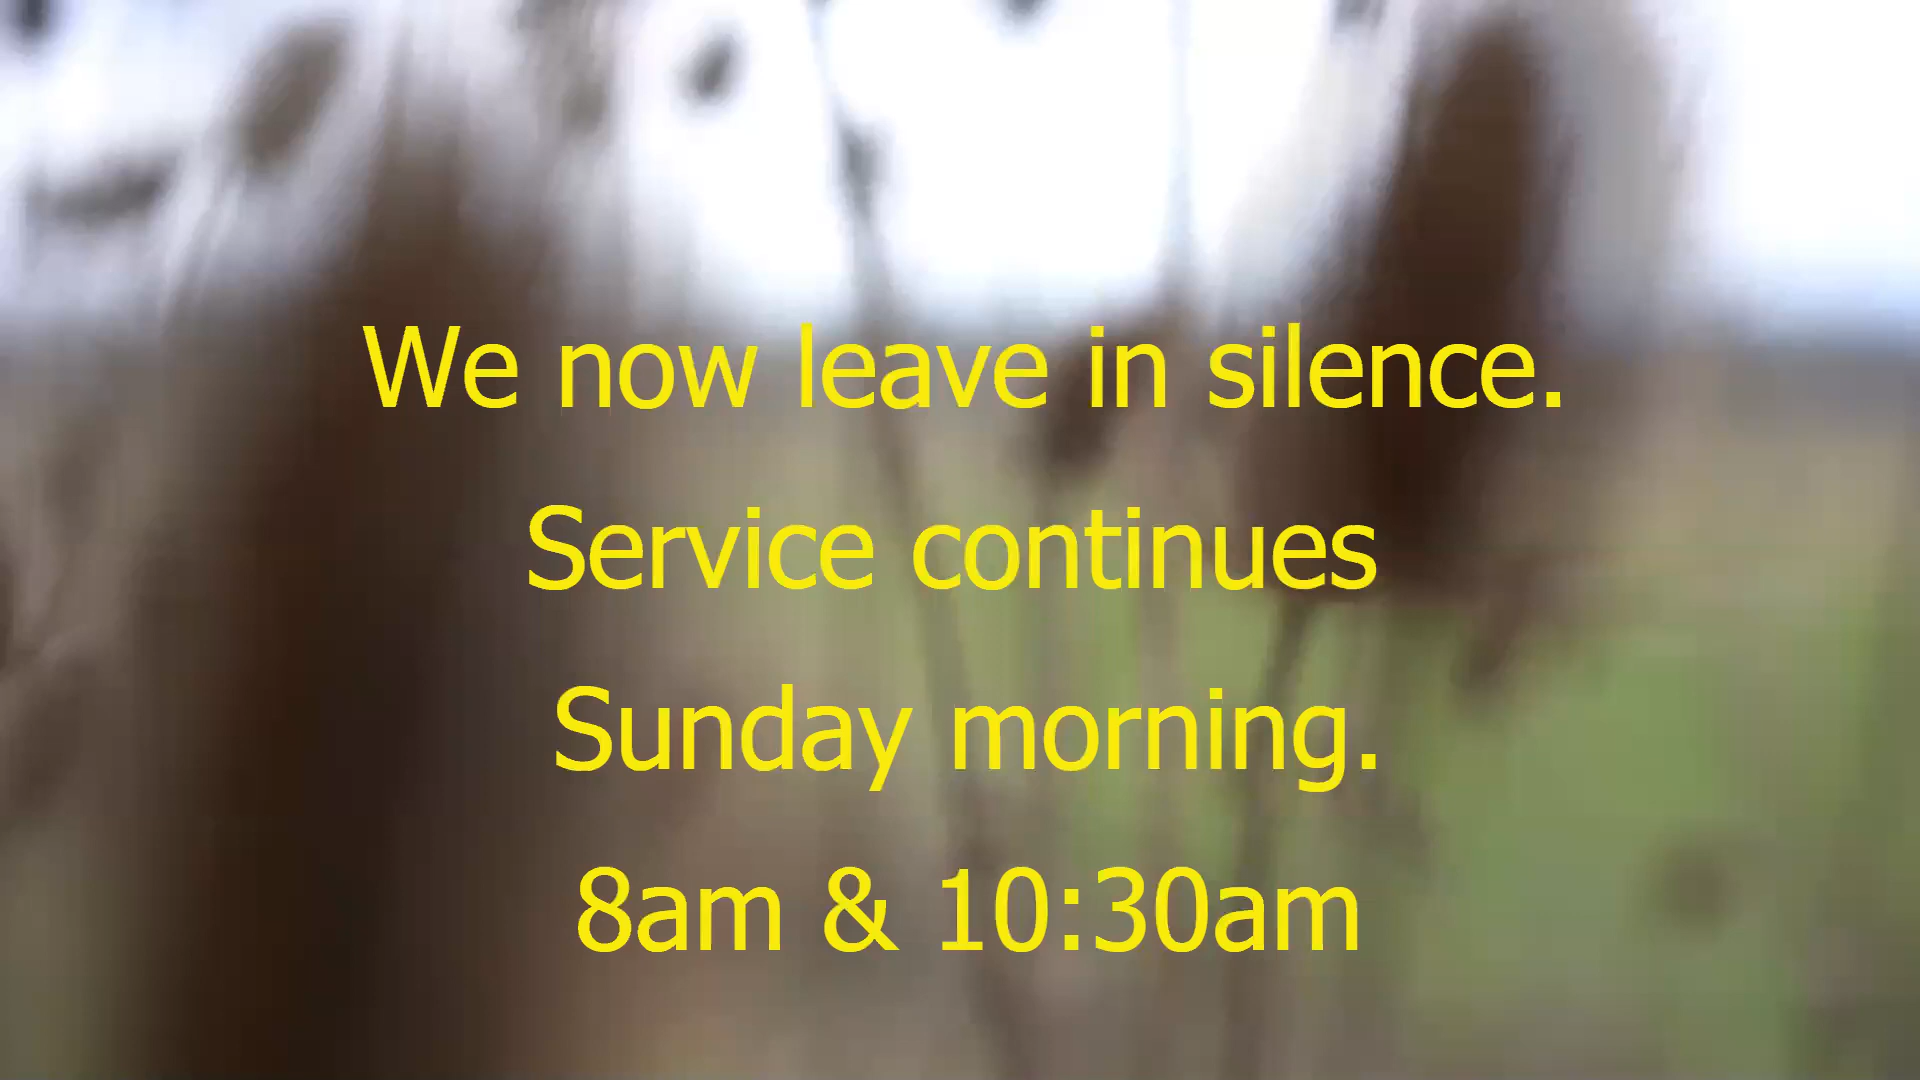 We now leave in silence.
Service continues
Sunday morning.
8am & 10:30am